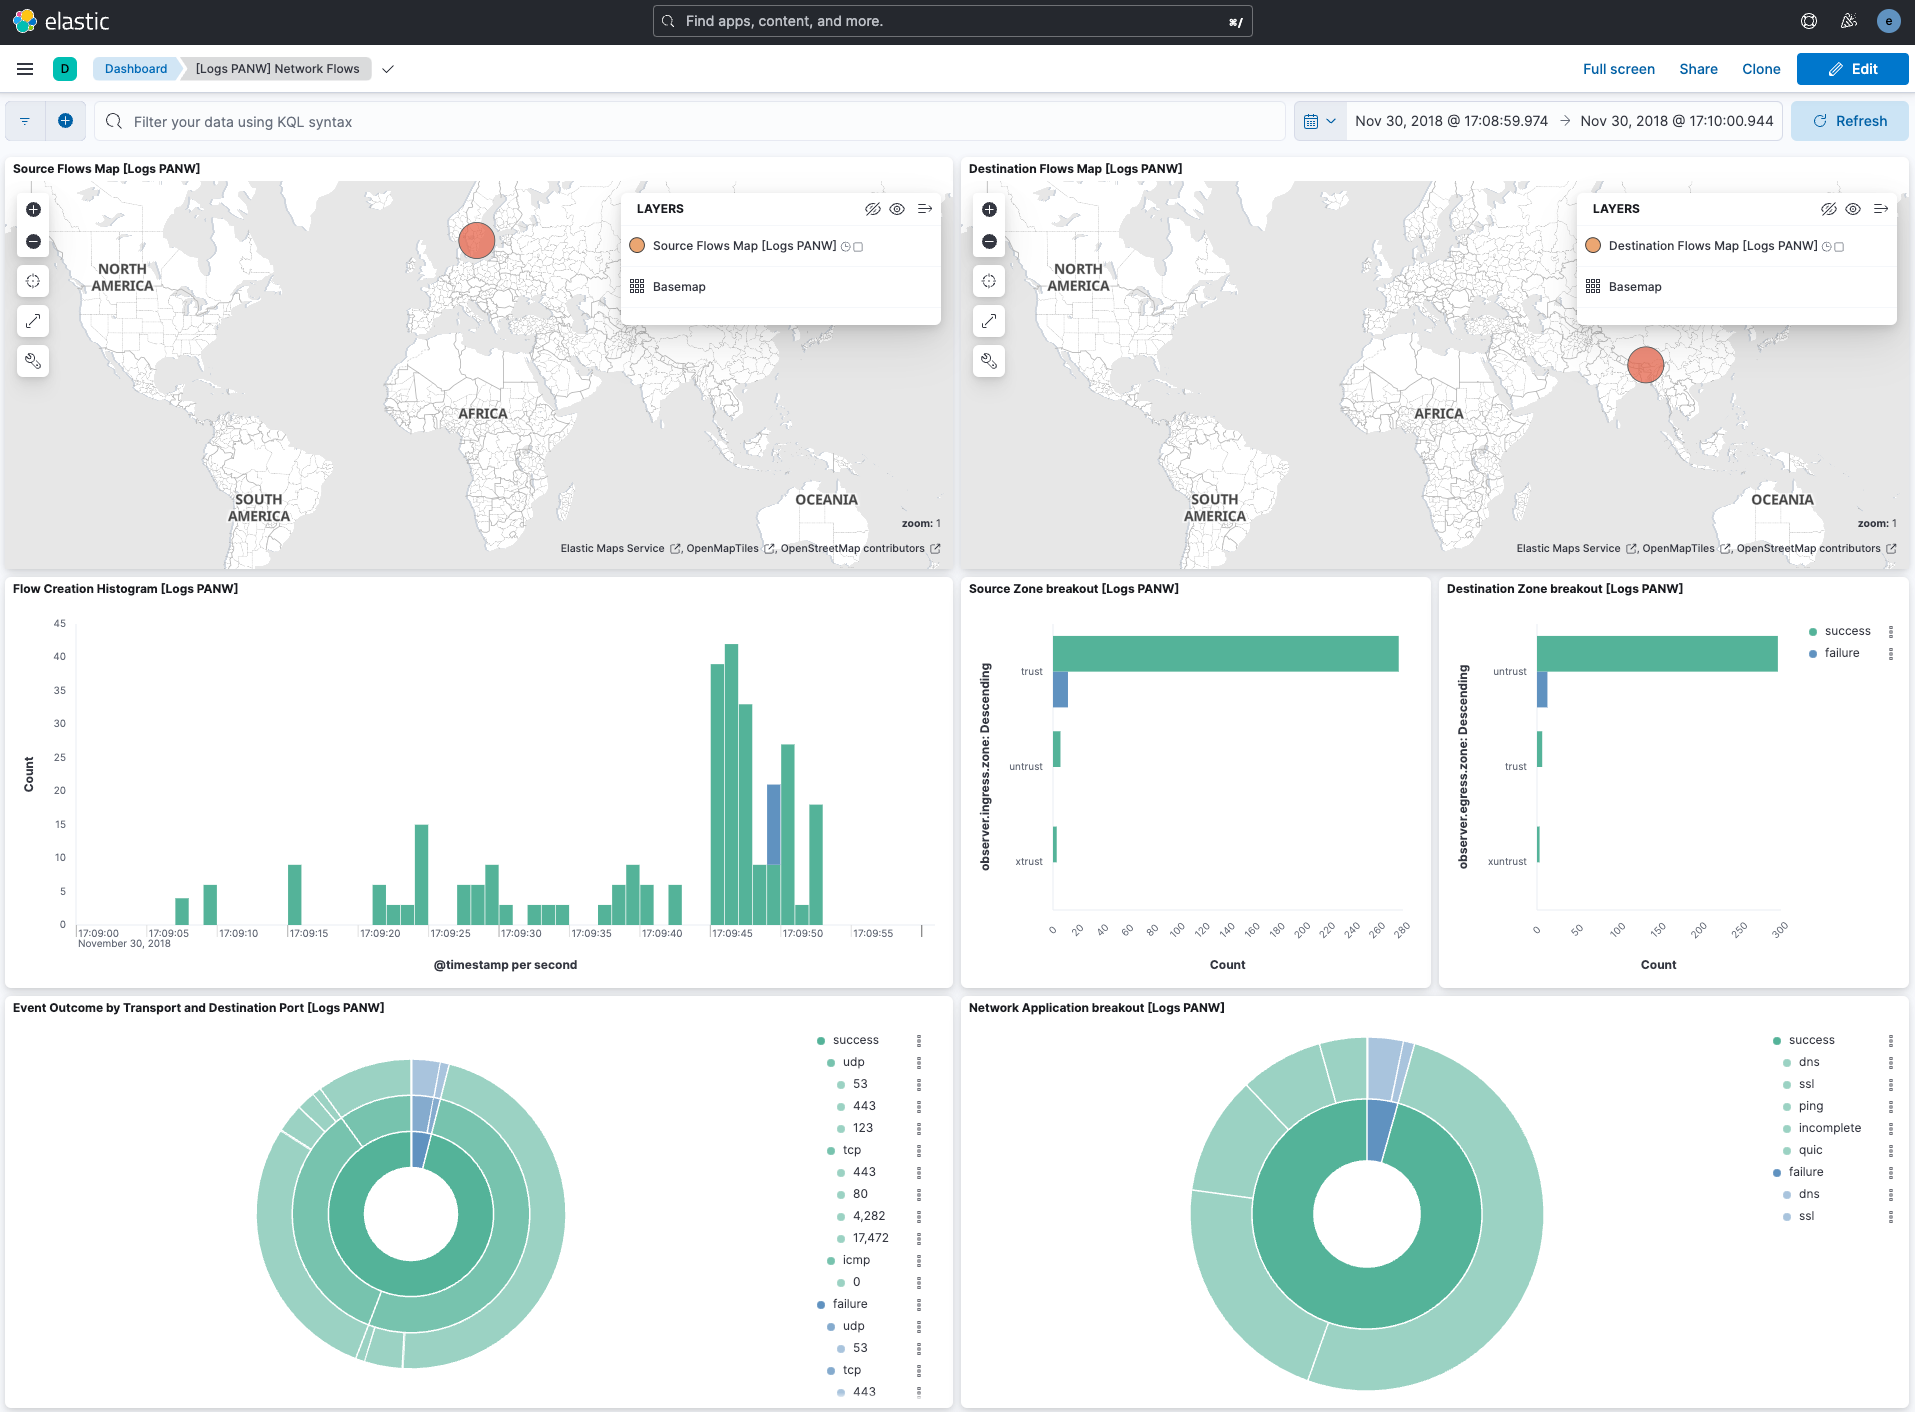 elastic
Find apps, content, and more.
⌘/
e
D
Dashboard
[Logs PANW] Network Flows
Full screen
Share
Clone
Edit
Filter your data using KQL syntax
Nov 30, 2018 @ 17:08:59.974 → Nov 30, 2018 @ 17:10:00.944
Refresh
Source Flows Map [Logs PANW]
LAYERS
Source Flows Map [Logs PANW]
Basemap
NORTH
AMERICA
AFRICA
SOUTH
AMERICA
OCEANIA
zoom: 1
Elastic Maps Service , OpenMapTiles , OpenStreetMap contributors
Destination Flows Map [Logs PANW]
LAYERS
Destination Flows Map [Logs PANW]
Basemap
NORTH
AMERICA
AFRICA
SOUTH
AMERICA
OCEANIA
zoom: 1
Elastic Maps Service , OpenMapTiles , OpenStreetMap contributors
Flow Creation Histogram [Logs PANW]
45
40
35
30
25
20
15
10
5
0
Count
17:09:00 17:09:05 17:09:10 17:09:15 17:09:20 17:09:25 17:09:30 17:09:35 17:09:40 17:09:45 17:09:50 17:09:55
November 30, 2018
@timestamp per second
Source Zone breakout [Logs PANW]
observer.ingress.zone: Descending
trust
untrust
xtrust
0 20 40 60 80 100 120 140 160 180 200 220 240 260 280
Count
Destination Zone breakout [Logs PANW]
observer.egress.zone: Descending
untrust
trust
xuntrust
0 50 100 150 200 250 300
Count
success
failure
Event Outcome by Transport and Destination Port [Logs PANW]
success
udp
53
443
123
tcp
443
80
4,282
17,472
icmp
0
failure
udp
53
tcp
443
Network Application breakout [Logs PANW]
success
dns
ssl
ping
incomplete
quic
failure
dns
ssl